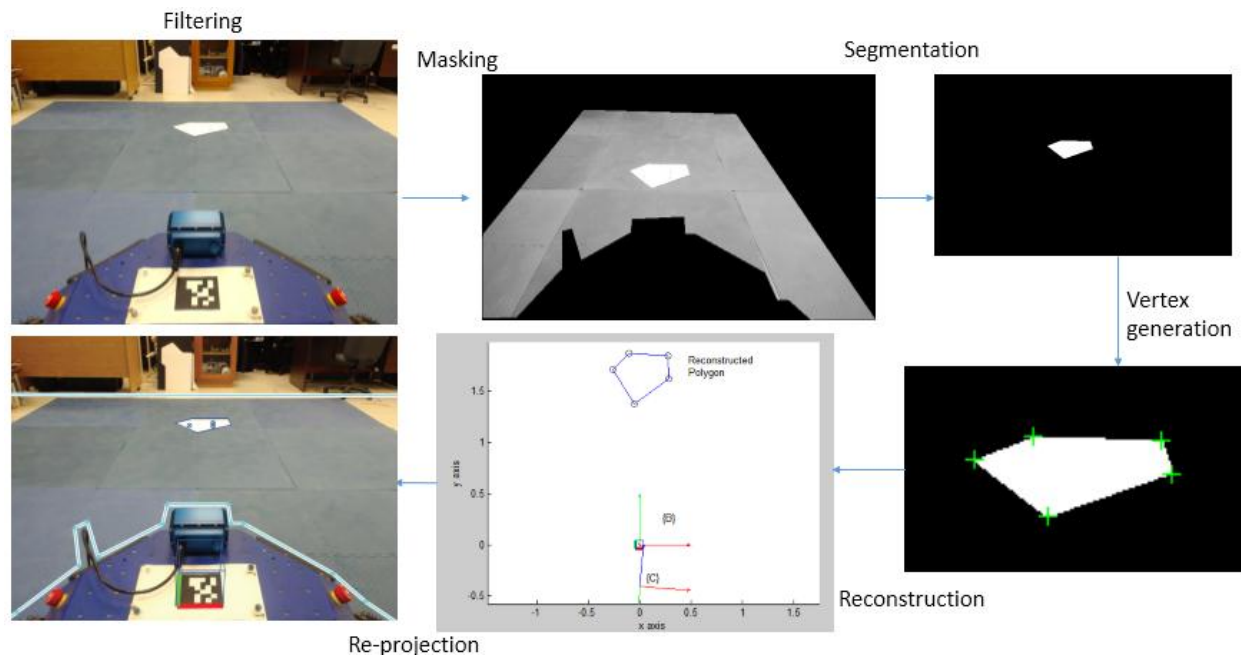 Filtering
Masking
Segmentation
Vertex
generation
Reconstructed
Polygon
1.5
1
0.5
0
-0.5
y axis
{B}
{C}
-1
-0.5
0
0.5
1
1.5
x axis
Reconstruction
Re-projection